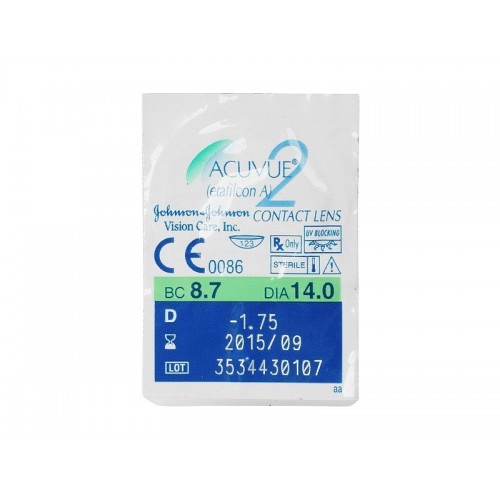 ACUVUE® 2
(etafilcon A)
Johnson & Johnson CONTACT LENS
Vision Care, Inc.
123
Rx Only
UV BLOCKING
CE 0086
STERILE
BC 8.7 DIA 14.0
D -1.75
2015/09
LOT 3534430107
aa